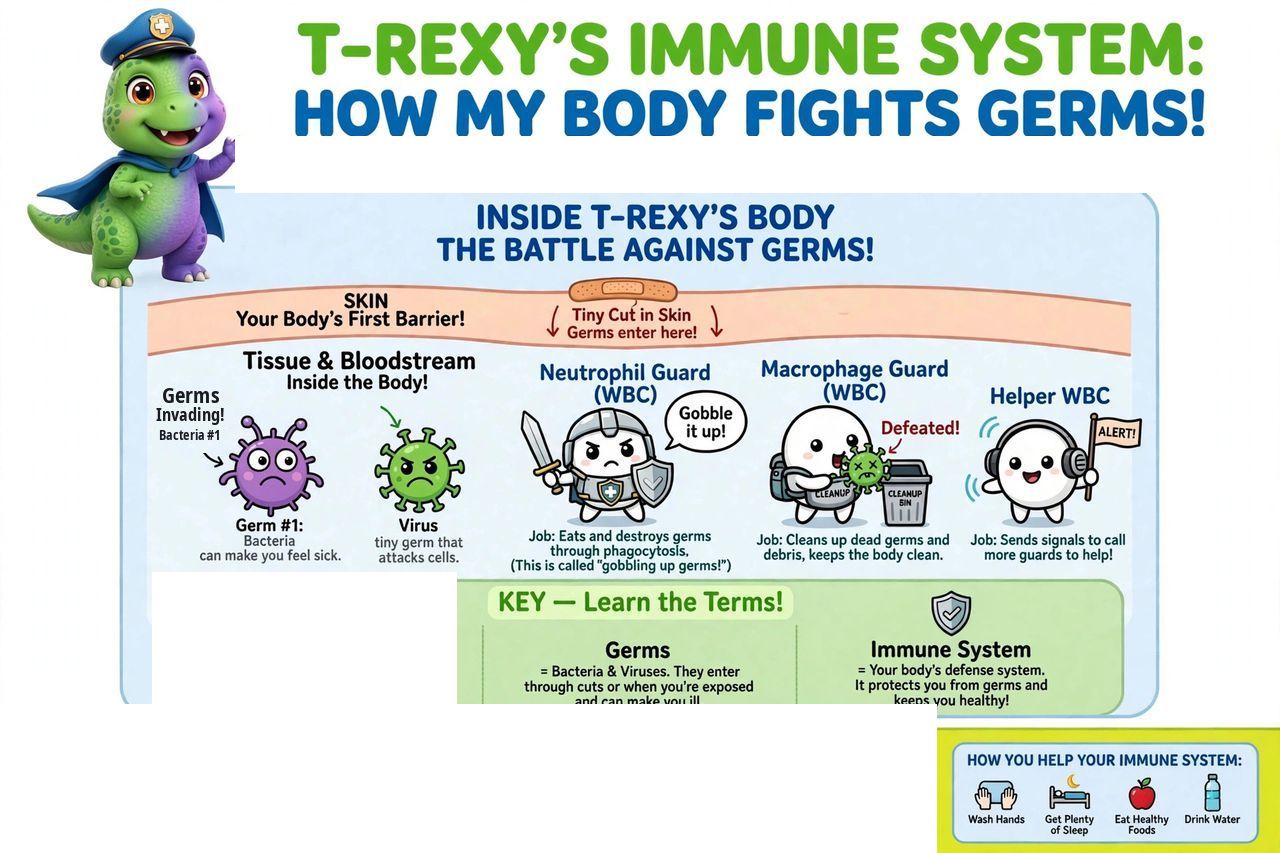 T-REXY'S IMMUNE SYSTEM:
HOW MY BODY FIGHTS GERMS!
INSIDE T-REXY'S BODY
THE BATTLE AGAINST GERMS!
SKIN
Your Body's First Barrier!
Tiny Cut in Skin
Germs enter here!
Tissue & Bloodstream
Inside the Body!
Germs
Invading!
Bacteria #1
Germ #1:
Bacteria
can make you feel sick.
Virus
tiny germ that
attacks cells.
Neutrophil Guard
(WBC)
Gobble
it up!
Job: Eats and destroys germs
through phagocytosis,
(This is called "gobbling up germs!")
Macrophage Guard
(WBC)
Defeated!
CLEANUP
CLEANUP
BIN
Job: Cleans up dead germs and
debris, keeps the body clean.
Helper WBC
ALERT!
Job: Sends signals to call
more guards to help!
KEY — Learn the Terms!
Germs
= Bacteria & Viruses. They enter
through cuts or when you're exposed
and can make you ill
Immune System
= Your body's defense system.
It protects you from germs and
keeps you healthy!
HOW YOU HELP YOUR IMMUNE SYSTEM:
Wash Hands
Get Plenty
of Sleep
Eat Healthy
Foods
Drink Water